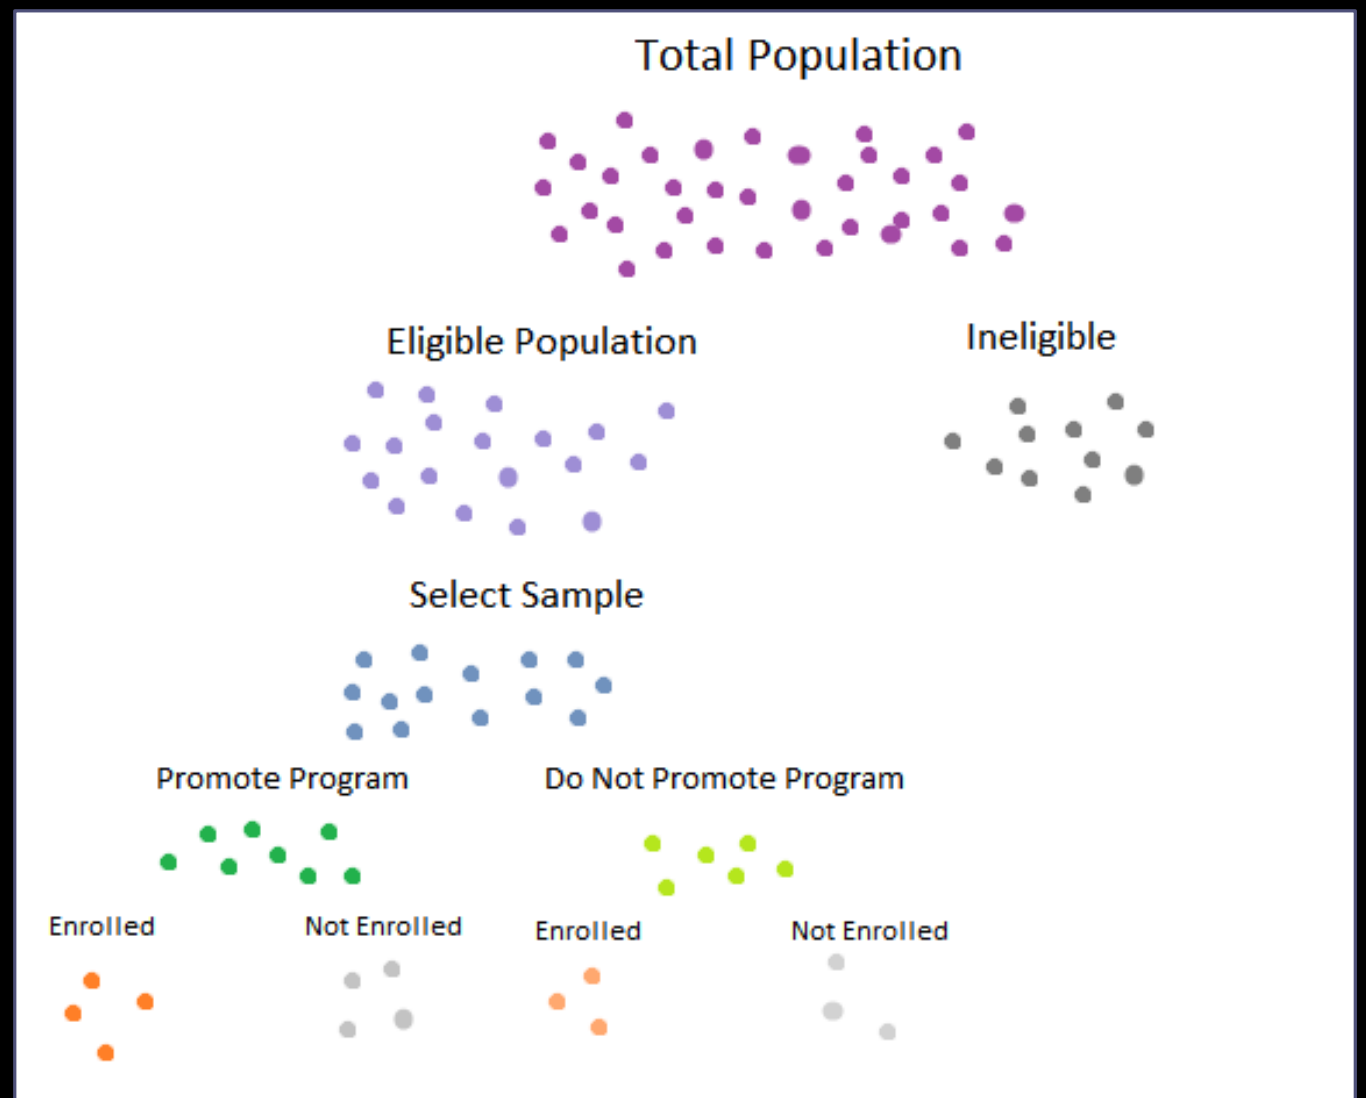 Total Population
Eligible Population
Ineligible
Select Sample
Promote Program
Do Not Promote Program
Enrolled
Not Enrolled
Enrolled
Not Enrolled